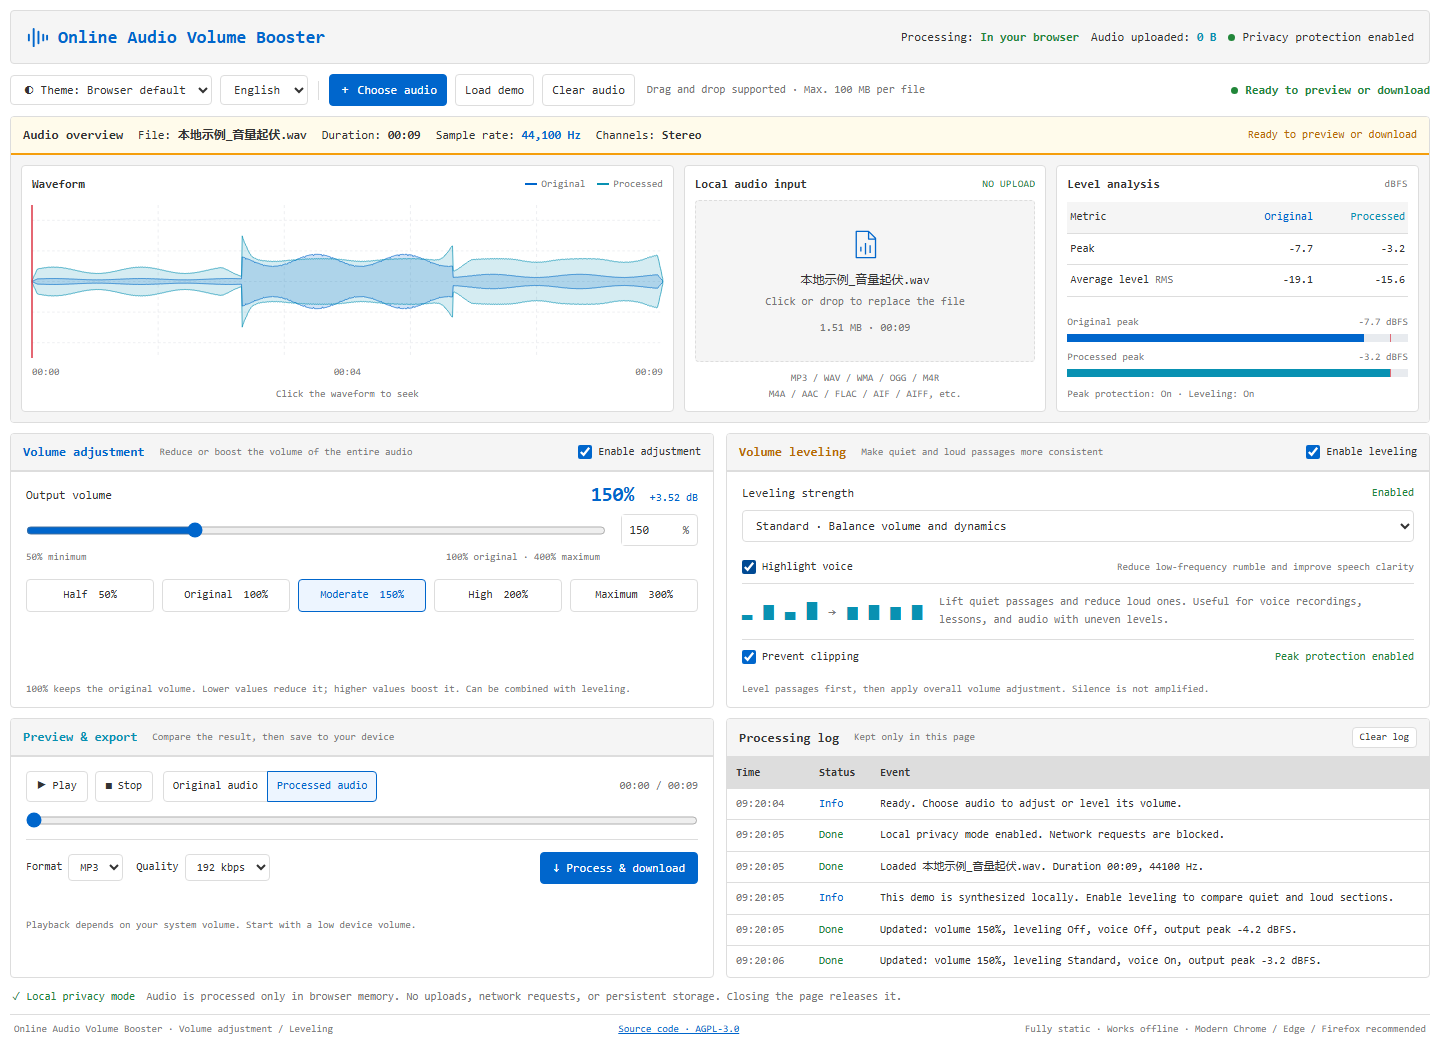 Online Audio Volume Booster
Processing: In your browser Audio uploaded: 0 B ● Privacy protection enabled
◐ Theme: Browser default English + Choose audio Load demo Clear audio Drag and drop supported · Max. 100 MB per file ● Ready to preview or download
Audio overview File: 本地示例_音量起伏.wav Duration: 00:09 Sample rate: 44,100 Hz Channels: Stereo Ready to preview or download
Waveform Original Processed
00:00 00:04 00:09
Click the waveform to seek
Local audio input NO UPLOAD
本地示例_音量起伏.wav
Click or drop to replace the file
1.51 MB · 00:09
MP3 / WAV / WMA / OGG / M4R
M4A / AAC / FLAC / AIF / AIFF, etc.
Level analysis dBFS
Metric Original Processed
Peak -7.7 -3.2
Average level RMS -19.1 -15.6
Original peak -7.7 dBFS
Processed peak -3.2 dBFS
Peak protection: On · Leveling: On
Volume adjustment Reduce or boost the volume of the entire audio Enable adjustment
Output volume 150% +3.52 dB
150 %
50% minimum 100% original · 400% maximum
Half 50% Original 100% Moderate 150% High 200% Maximum 300%
100% keeps the original volume. Lower values reduce it; higher values boost it. Can be combined with leveling.
Volume leveling Make quiet and loud passages more consistent Enable leveling
Leveling strength Enabled
Standard · Balance volume and dynamics
Highlight voice Reduce low-frequency rumble and improve speech clarity
→ Lift quiet passages and reduce loud ones. Useful for voice recordings,
lessons, and audio with uneven levels.
Prevent clipping Peak protection enabled
Level passages first, then apply overall volume adjustment. Silence is not amplified.
Preview & export Compare the result, then save to your device
▶ Play ■ Stop Original audio Processed audio 00:00 / 00:09
Format MP3 Quality 192 kbps ↓ Process & download
Playback depends on your system volume. Start with a low device volume.
Processing log Kept only in this page Clear log
Time Status Event
09:20:04 Info Ready. Choose audio to adjust or level its volume.
09:20:05 Done Local privacy mode enabled. Network requests are blocked.
09:20:05 Done Loaded 本地示例_音量起伏.wav. Duration 00:09, 44100 Hz.
09:20:05 Info This demo is synthesized locally. Enable leveling to compare quiet and loud sections.
09:20:05 Done Updated: volume 150%, leveling Off, voice Off, output peak -4.2 dBFS.
09:20:06 Done Updated: volume 150%, leveling Standard, voice On, output peak -3.2 dBFS.
✓ Local privacy mode Audio is processed only in browser memory. No uploads, network requests, or persistent storage. Closing the page releases it.
Online Audio Volume Booster · Volume adjustment / Leveling Source code · AGPL-3.0 Fully static · Works offline · Modern Chrome / Edge / Firefox recommended